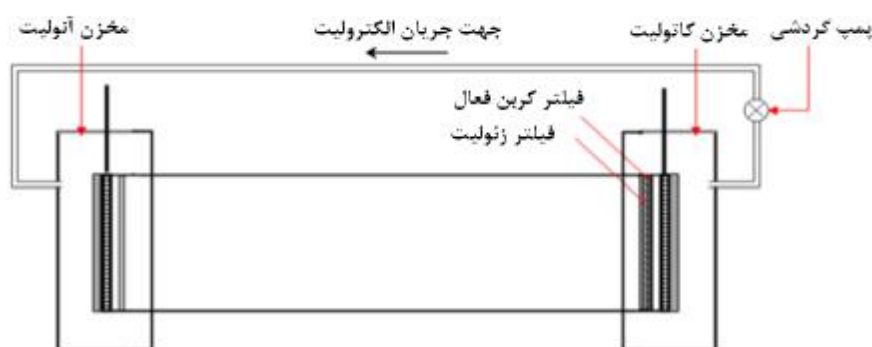 پمپ گردشی
مخزن کاتولیت
جهت جریان الکترولیت
مخزن آنولیت
فیلتر کربن فعال
فیلتر زئولیت